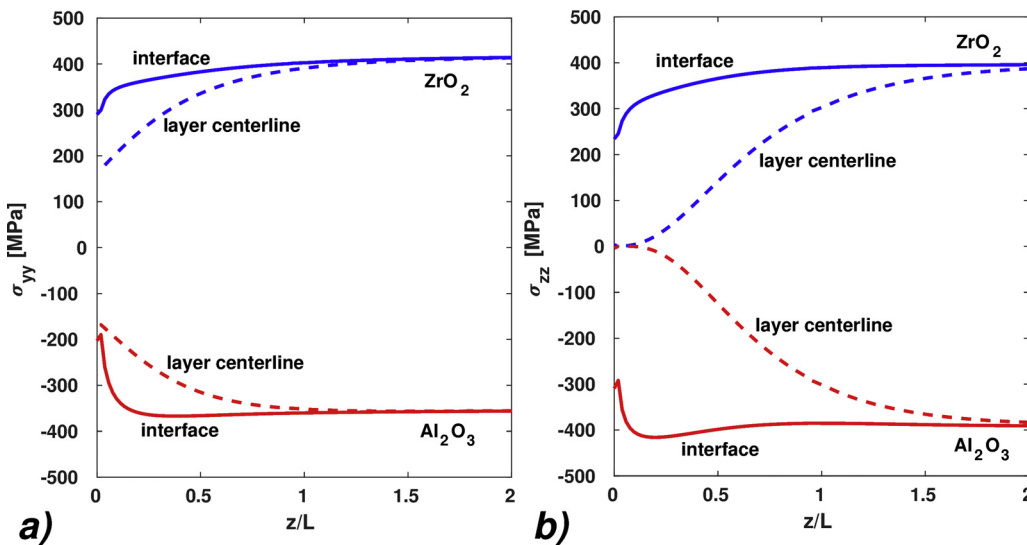 500
400
300
200
100
0
-100
-200
-300
-400
-500
σyy [MPa]
interface
ZrO2
layer centerline
layer centerline
interface
Al2O3
0
0.5
1
1.5
2
z/L
a)
500
400
300
200
100
0
-100
-200
-300
-400
-500
σzz [MPa]
ZrO2
interface
layer centerline
layer centerline
interface
Al2O3
0
0.5
1
1.5
2
z/L
b)